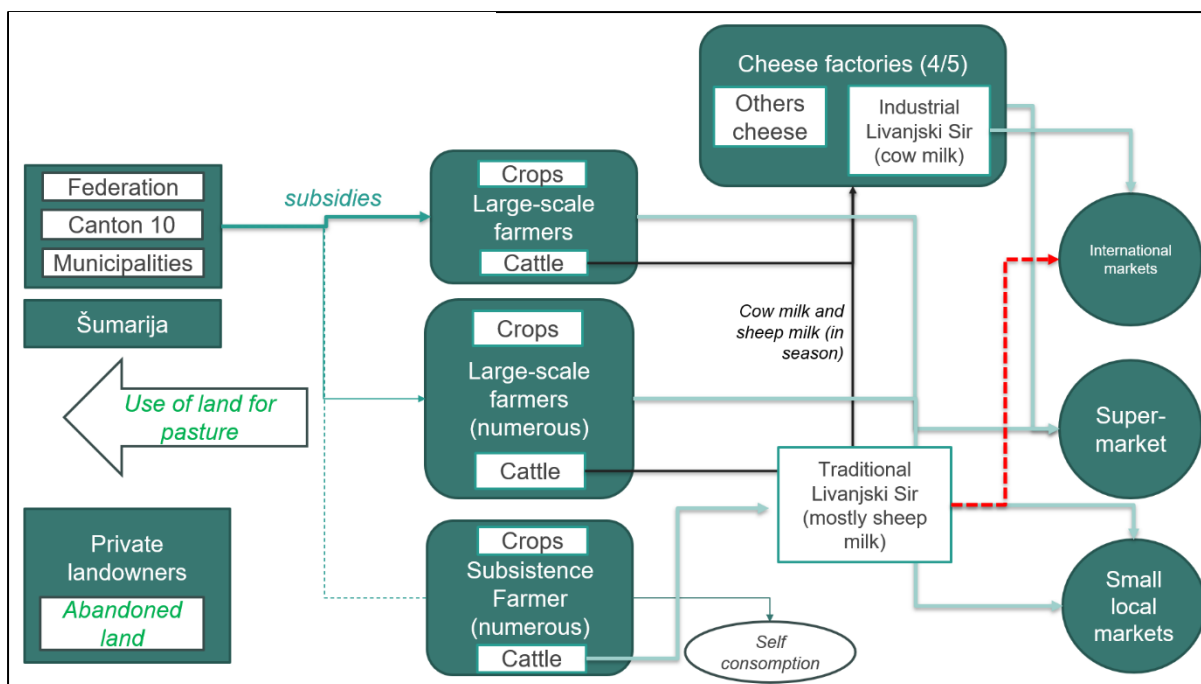 Federation
Canton 10
Municipalities
Šumarija
Use of land for
pasture
Private
landowners
Abandoned
land
subsidies
Crops
Large-scale
farmers
Cattle
Crops
Large-scale
farmers
(numerous)
Cattle
Crops
Subsistence
Farmer
(numerous)
Cattle
Self
consomption
Cheese factories (4/5)
Others
cheese
Industrial
Livanjski Sir
(cow milk)
Cow milk and
sheep milk (in
season)
Traditional
Livanjski Sir
(mostly sheep
milk)
International
markets
Super-
market
Small
local
markets